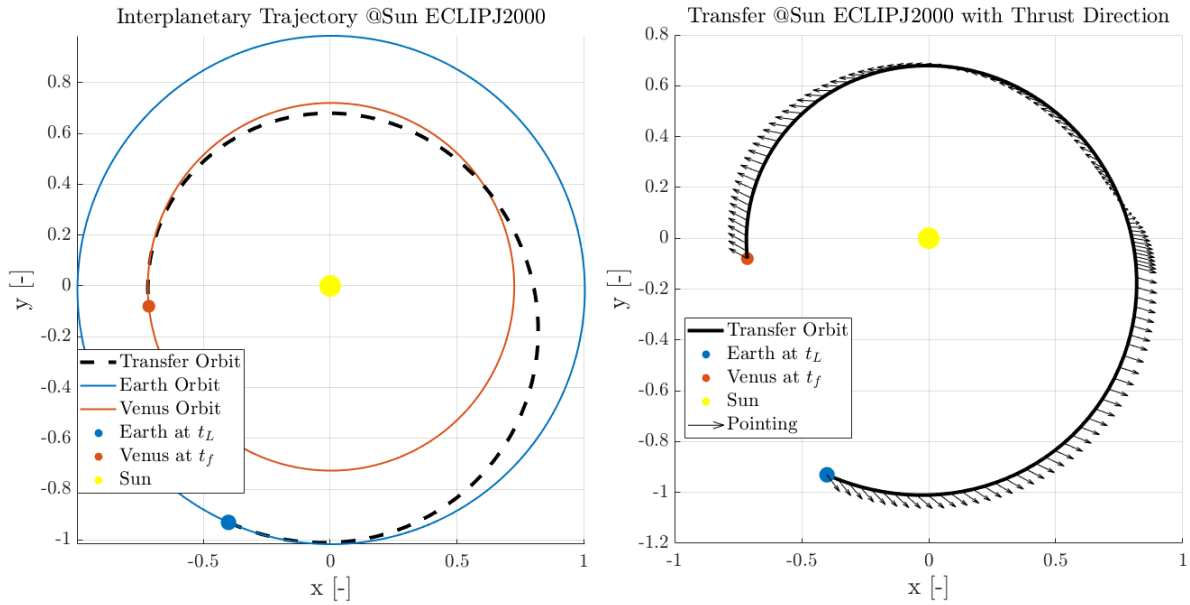 Interplanetary Trajectory @Sun ECLIPJ2000
0.8
0.6
0.4
0.2
0
-0.2
-0.4
-0.6
-0.8
-1
y [-]
-0.5
0
0.5
1
x [-]
Transfer Orbit
Earth Orbit
Venus Orbit
Earth at t_L
Venus at t_f
Sun
Transfer @Sun ECLIPJ2000 with Thrust Direction
0.8
0.6
0.4
0.2
0
-0.2
-0.4
-0.6
-0.8
-1
-1.2
y [-]
-1
-0.5
0
0.5
1
x [-]
Transfer Orbit
Earth at t_L
Venus at t_f
Sun
Pointing